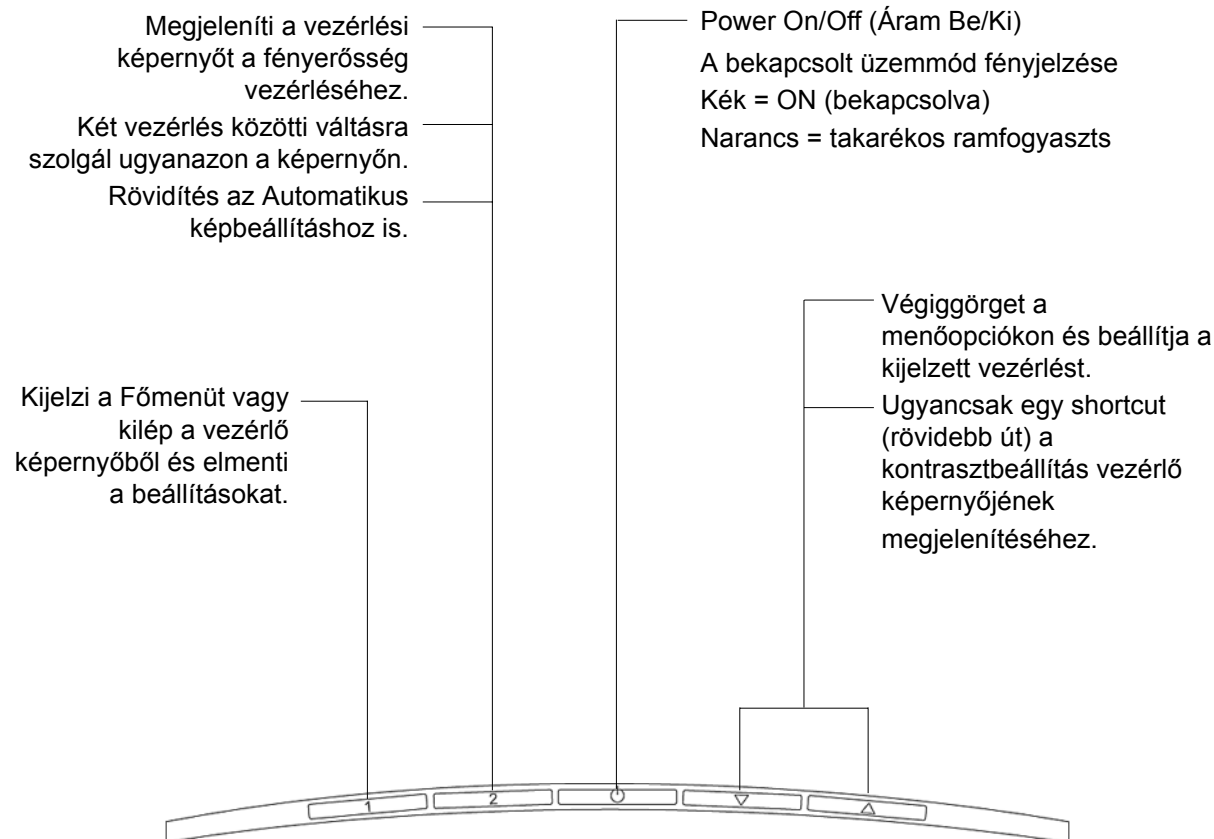 Megjeleníti a vezérlési
képernyőt a fényerősség
vezérléséhez.
Két vezérlés közötti váltásra
szolgál ugyanazon a képernyőn.
Rövidítés az Automatikus
képbeállításhoz is.
Power On/Off (Áram Be/Ki)
A bekapcsolt üzemmód fényjelzése
Kék = ON (bekapcsolva)
Narancs = takarékos ramfogyaszts
Kijelzi a Főmenüt vagy
kilép a vezérlő
képernyőből és elmenti
a beállításokat.
Végiggörget a
menőopciókon és beállítja a
kijelzett vezérlést.
Ugyancsak egy shortcut
(rövidebb út) a
kontrasztbeállítás vezérlő
képernyőjének
megjelenítéséhez.
1
2